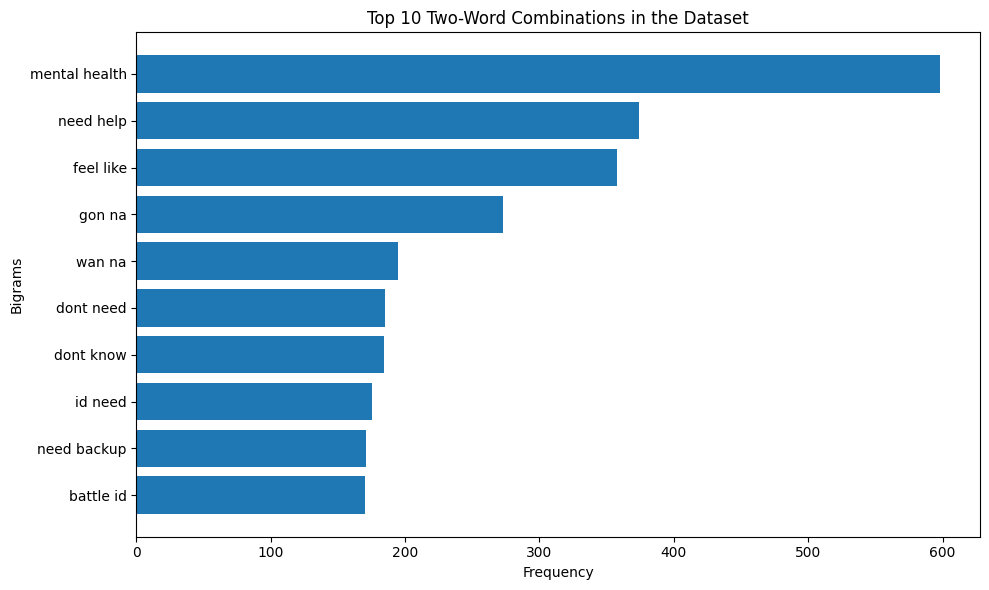 Top 10 Two-Word Combinations in the Dataset
Bigrams
mental health
need help
feel like
gon na
wan na
dont need
dont know
id need
need backup
battle id
0 100 200 300 400 500 600
Frequency